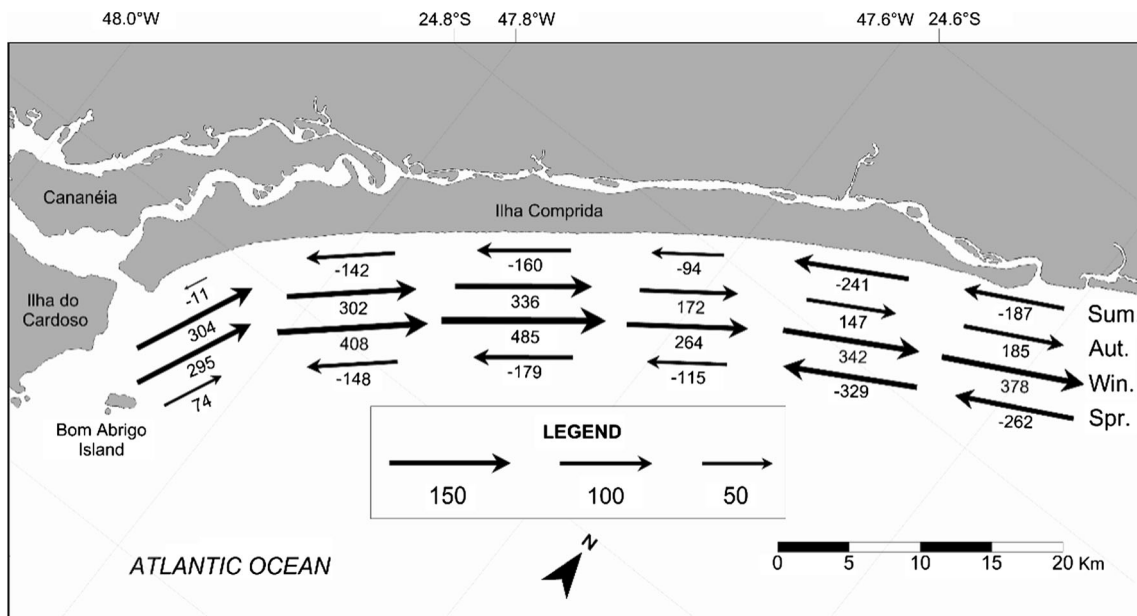 48.0°W 24.8°S 47.8°W 47.6°W 24.6°S
Cananéia
Ilha Comprida
Ilha do
Cardoso
-11 -142 -160 -94 -241 -187 Sum.
304 302 336 172 147 185 Aut.
295 408 485 264 342 378 Win.
74 -148 -179 -115 -329 -262 Spr.
Bom Abrigo
Island
LEGEND
150 100 50
N
ATLANTIC OCEAN
0 5 10 15 20 Km